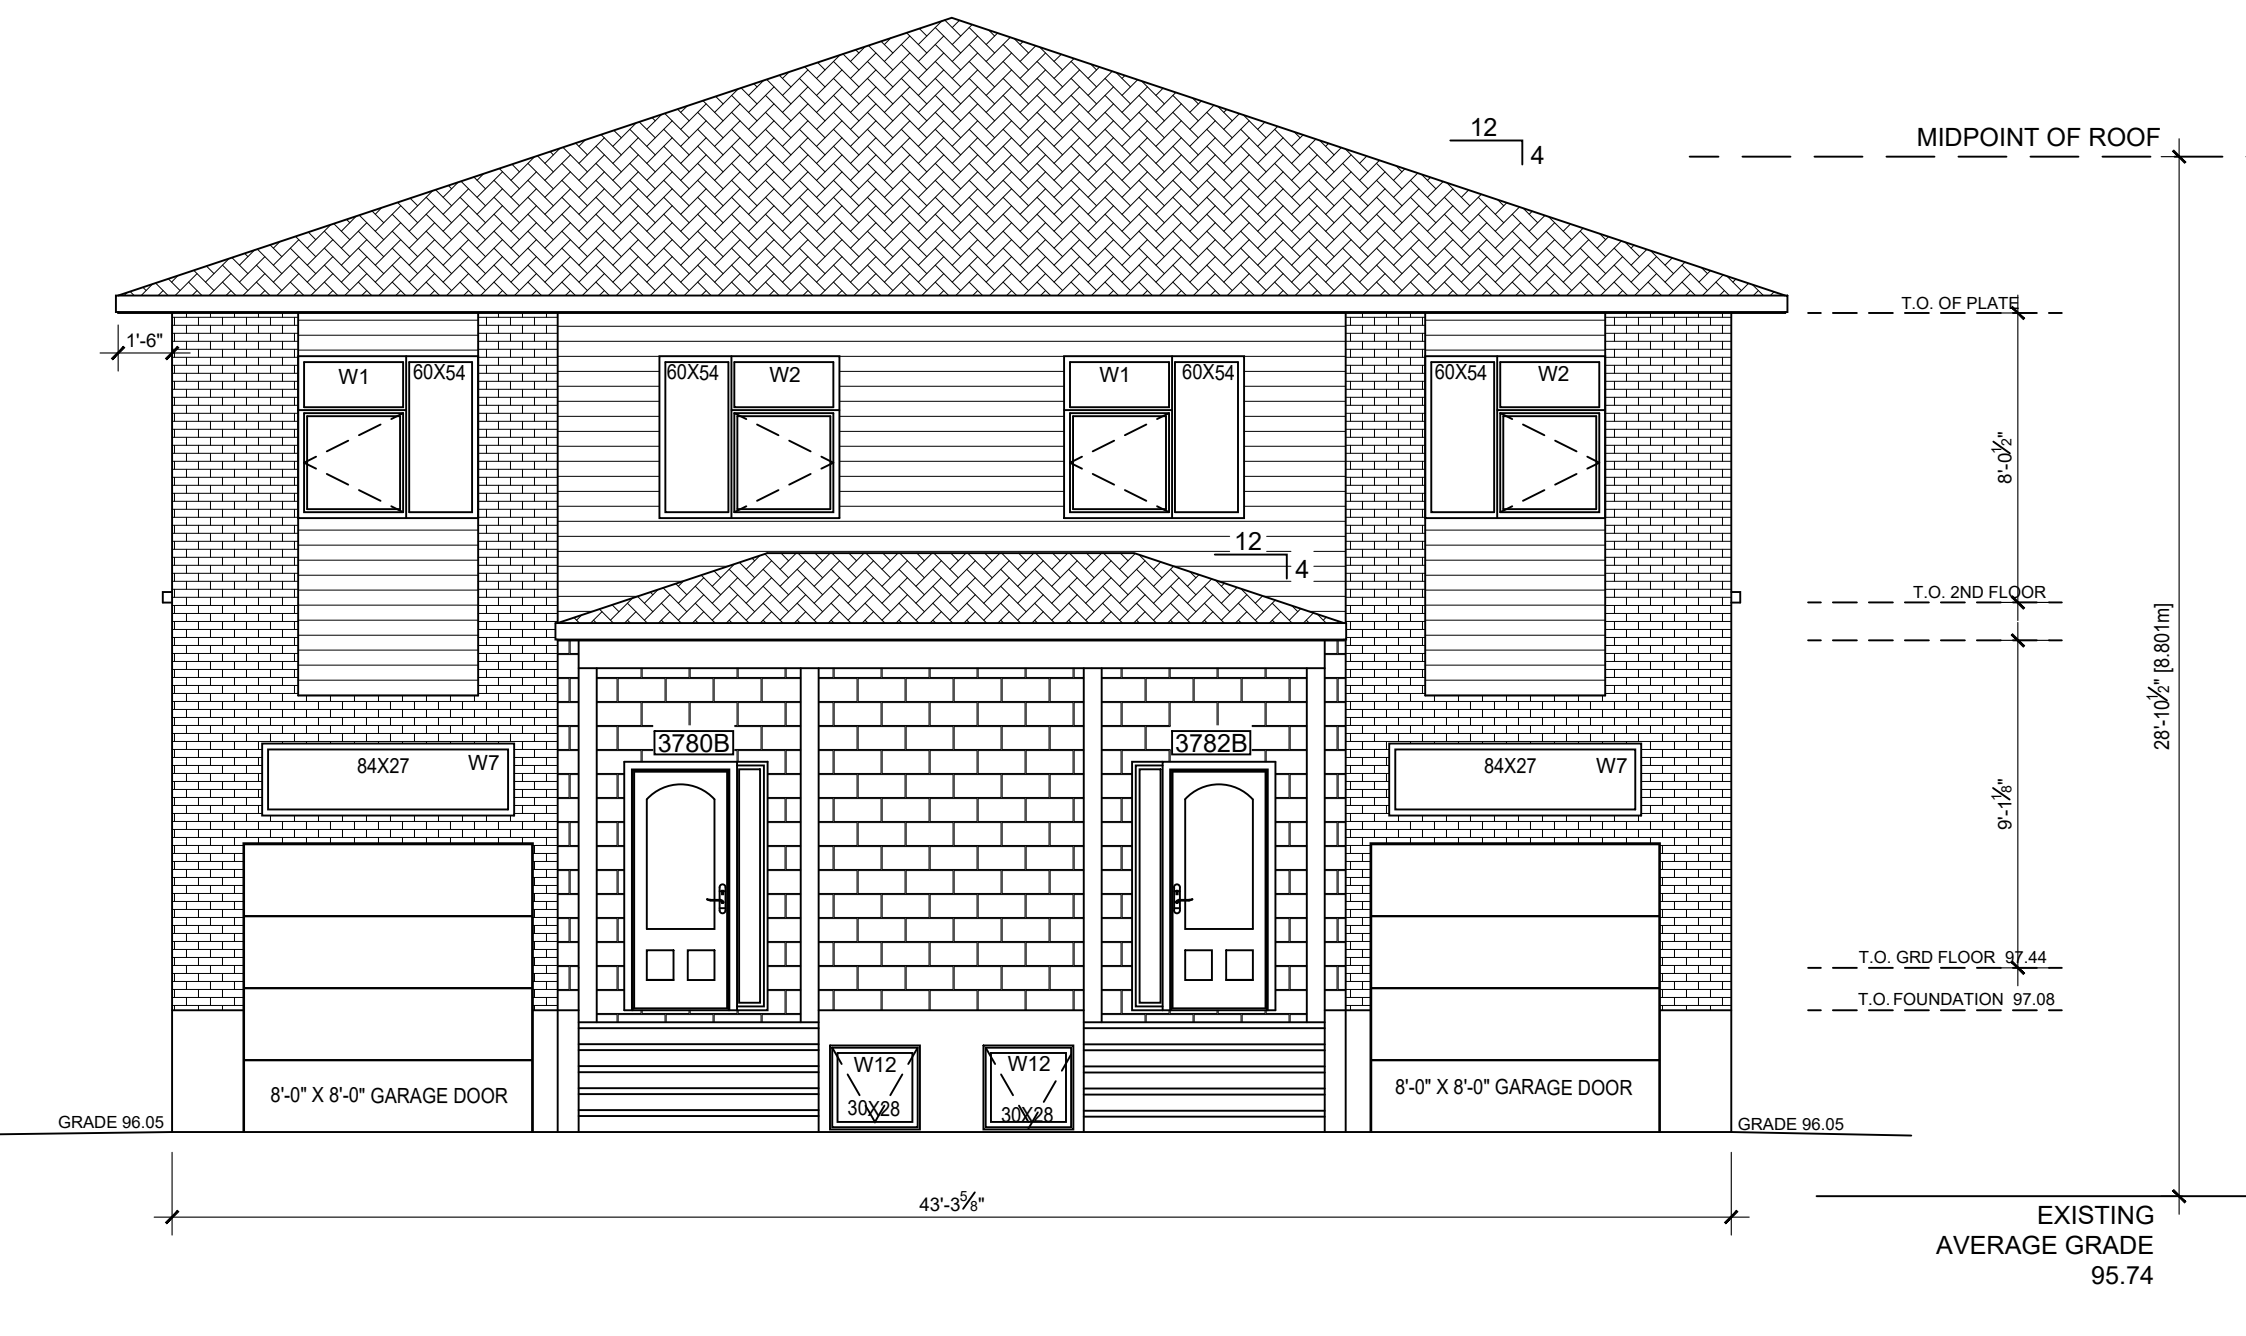 12
4
MIDPOINT OF ROOF
T.O. OF PLATE
1'-6"
W1 60X54
60X54 W2
W1 60X54
60X54 W2
8'-0½"
12
4
T.O. 2ND FLOOR
28'-10½" [8.801m]
3780B
3782B
84X27 W7
84X27 W7
9'-1⅛"
T.O. GRD FLOOR 97.44
T.O. FOUNDATION 97.08
W12
30X28
W12
30X28
8'-0" X 8'-0" GARAGE DOOR
8'-0" X 8'-0" GARAGE DOOR
GRADE 96.05
GRADE 96.05
43'-3⅝"
EXISTING
AVERAGE GRADE
95.74